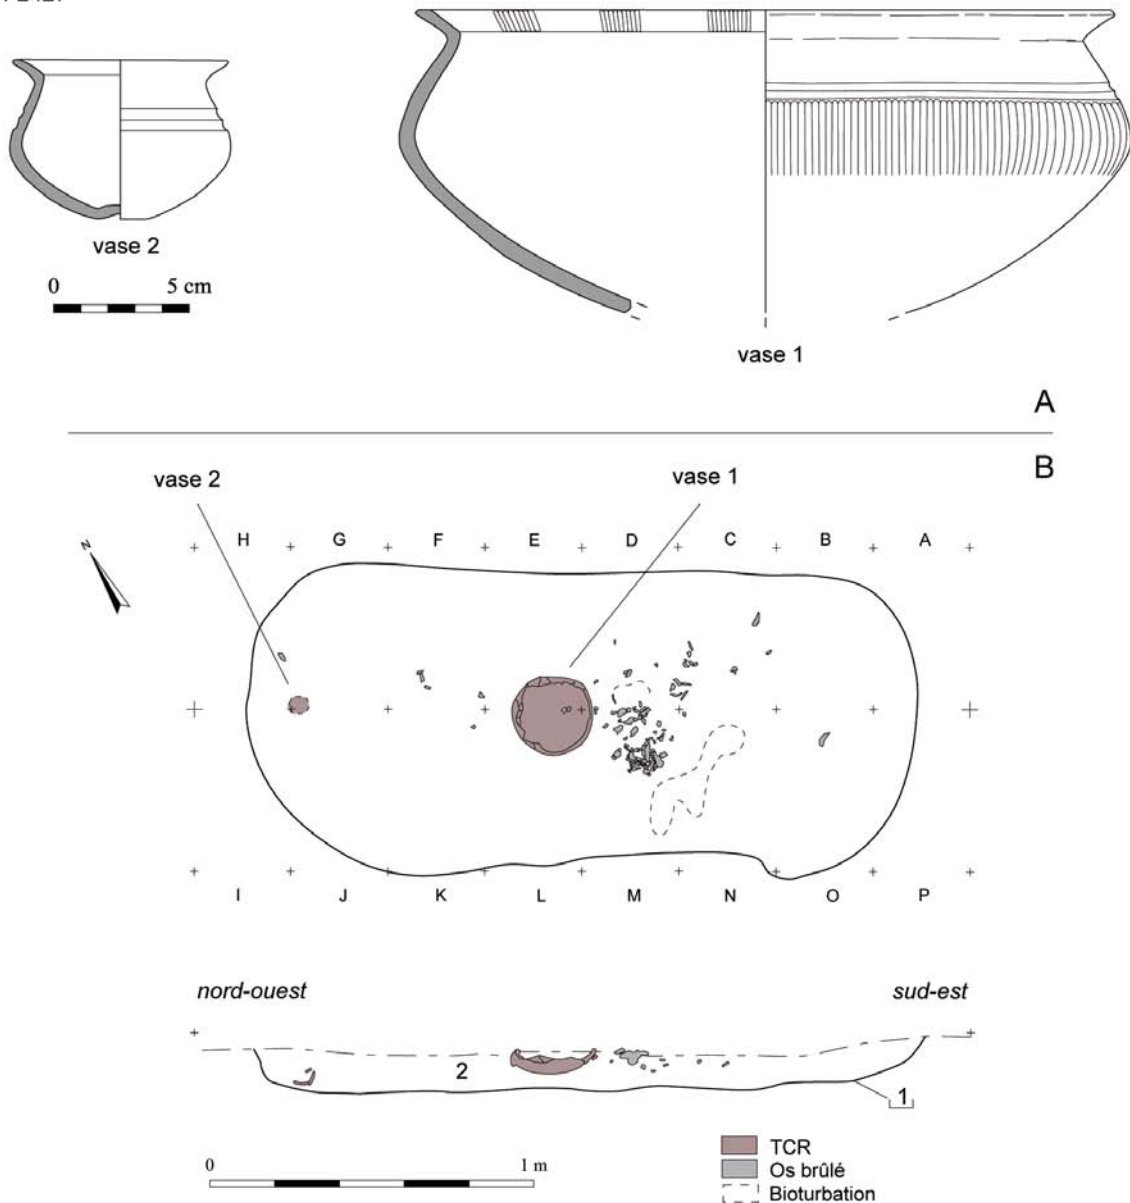 vase 2
0 5 cm
vase 1
A
B
vase 2
vase 1
N
H G F E D C B A
I J K L M N O P
nord-ouest
sud-est
2
1
0 1 m
TCR
Os brûlé
Bioturbation